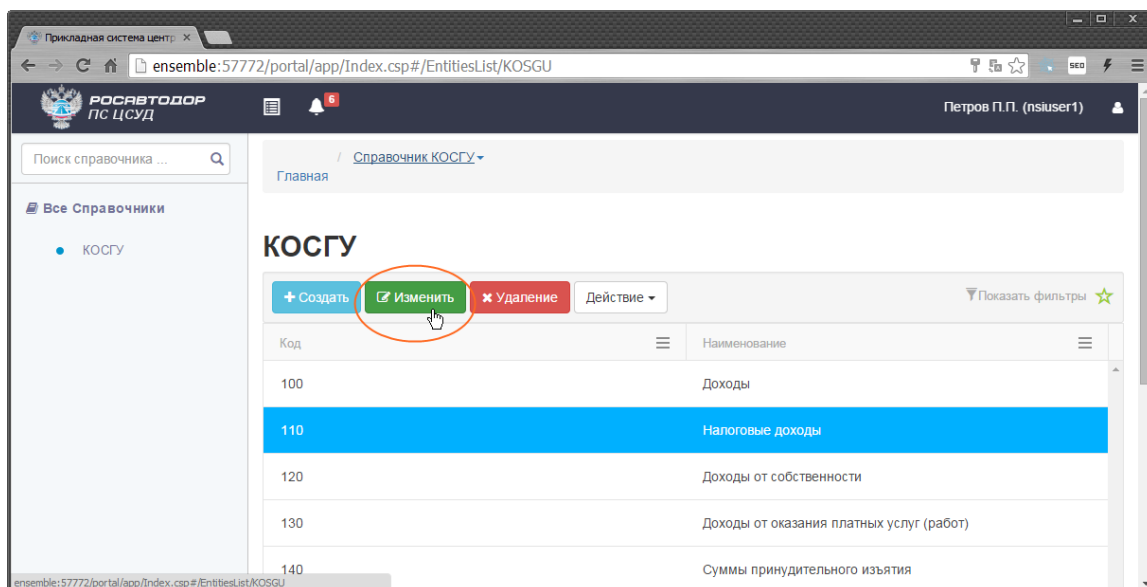 Прикладная система центр
ensemble:57772/portal/app/Index.csp#/EntitiesList/KOSGU
SEO
РОСАВТОДОР
ПС ЦСУД
6
Петров П.П. (nsiuser1)
Поиск справочника ...
/ Справочник КОСГУ
Главная
Все Справочники
КОСГУ
КОСГУ
Создать
Изменить
Удаление
Действие
Показать фильтры
Код
Наименование
100
Доходы
110
Налоговые доходы
120
Доходы от собственности
130
Доходы от оказания платных услуг (работ)
140
Суммы принудительного изъятия
ensemble:57772/portal/app/Index.csp#/EntitiesList/KOSGU